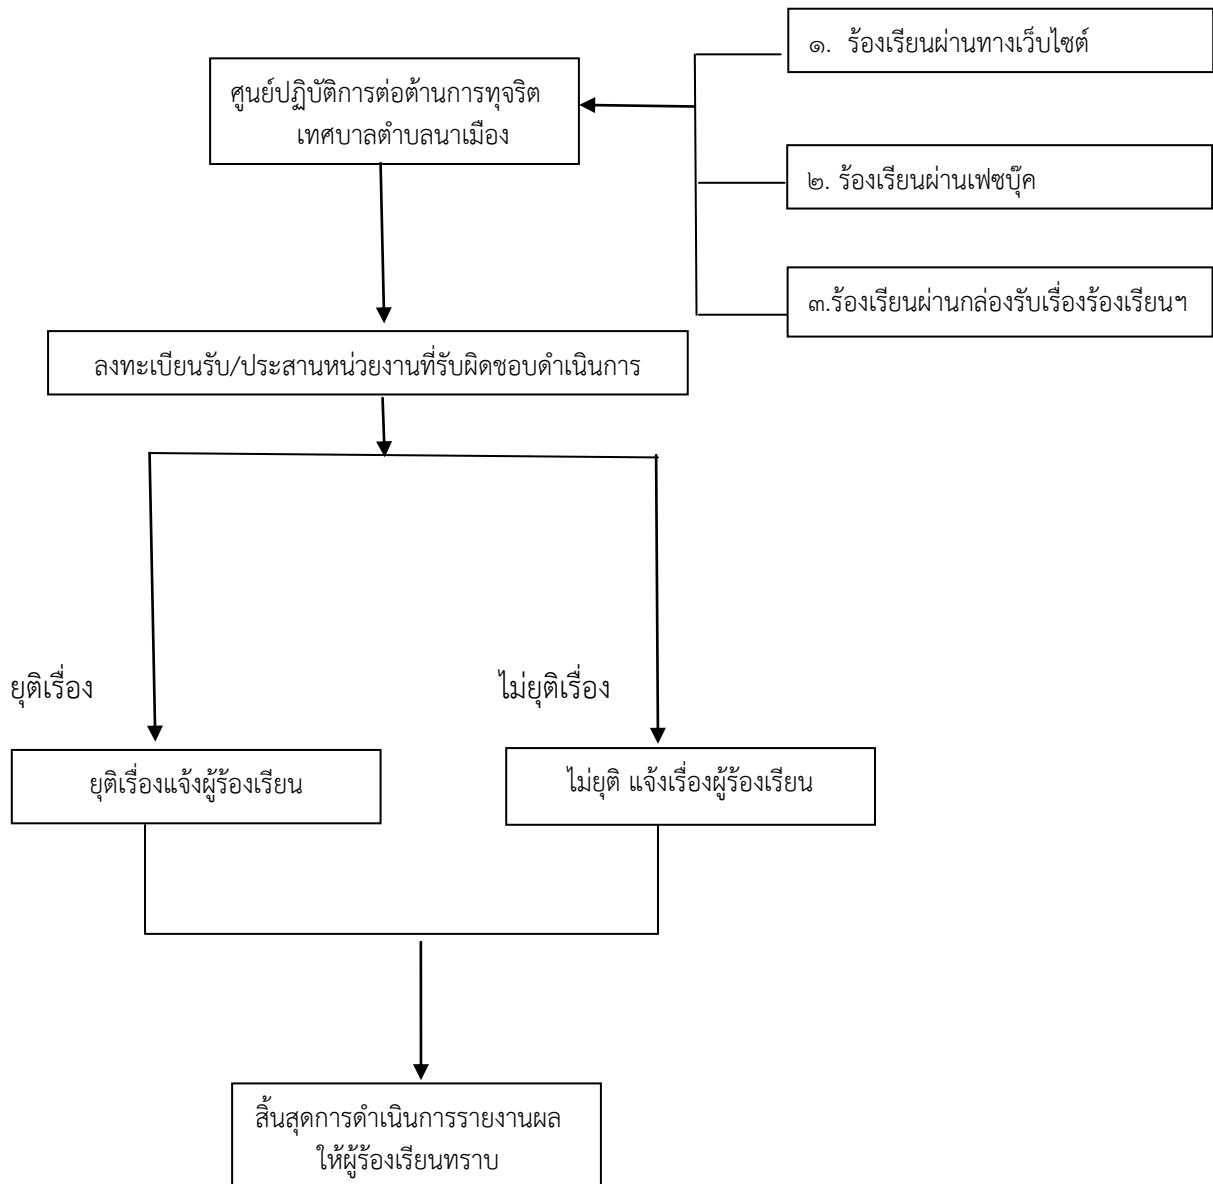 ๑. ร้องเรียนผ่านทางเว็บไซต์
ศูนย์ปฏิบัติการต่อต้านการทุจริต
เทศบาลตำบลนาเมือง
๒. ร้องเรียนผ่านเฟซบุ๊ค
๓.ร้องเรียนผ่านกล่องรับเรื่องร้องเรียนฯ
ลงทะเบียนรับ/ประสานหน่วยงานที่รับผิดชอบดำเนินการ
ยุติเรื่อง
ไม่ยุติเรื่อง
ยุติเรื่องแจ้งผู้ร้องเรียน
ไม่ยุติ แจ้งเรื่องผู้ร้องเรียน
สิ้นสุดการดำเนินการรายงานผล
ให้ผู้ร้องเรียนทราบ